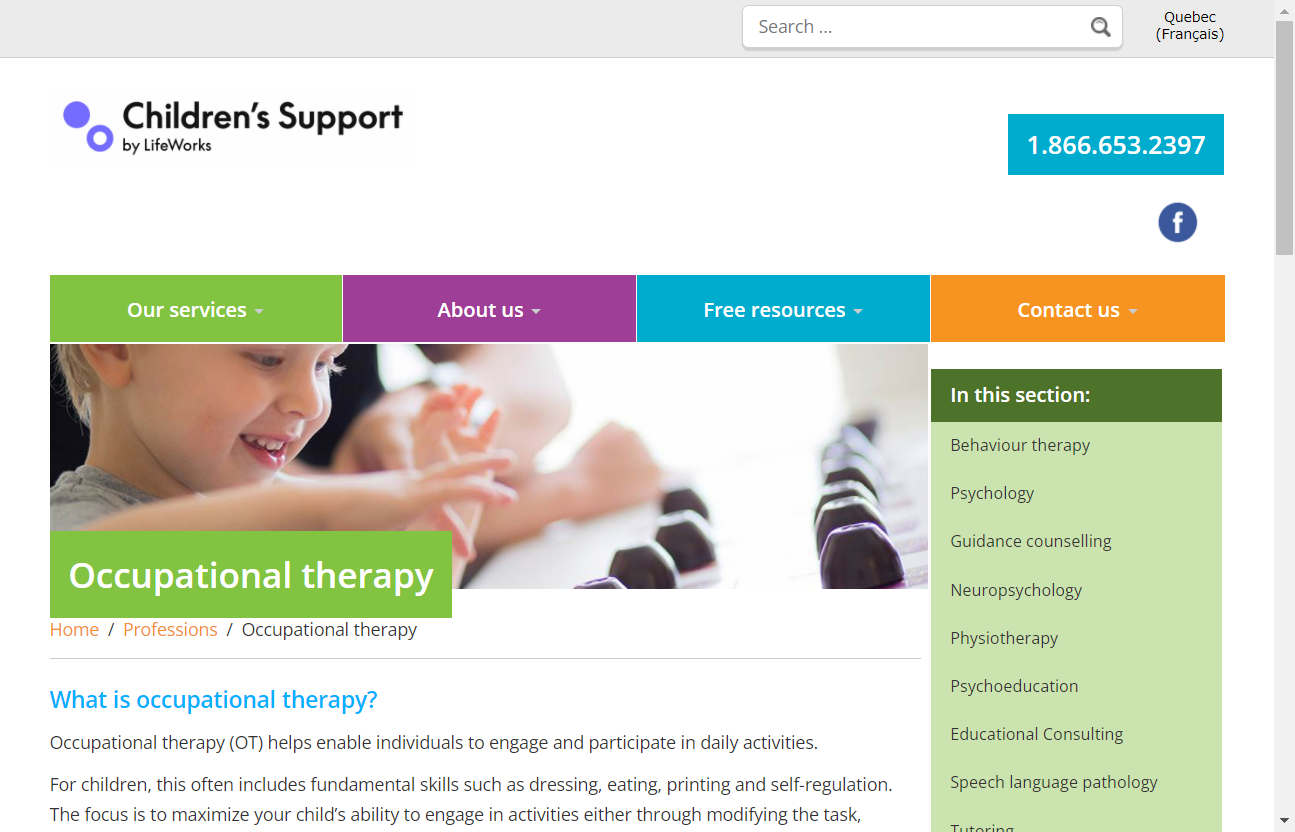 Search ...
Quebec
(Français)
Children's Support
by LifeWorks
1.866.653.2397
f
Our services
About us
Free resources
Contact us
Occupational therapy
Home / Professions / Occupational therapy
What is occupational therapy?
Occupational therapy (OT) helps enable individuals to engage and participate in daily activities.
For children, this often includes fundamental skills such as dressing, eating, printing and self-regulation.
The focus is to maximize your child’s ability to engage in activities either through modifying the task,
In this section:
Behaviour therapy
Psychology
Guidance counselling
Neuropsychology
Physiotherapy
Psychoeducation
Educational Consulting
Speech language pathology
Tutoring